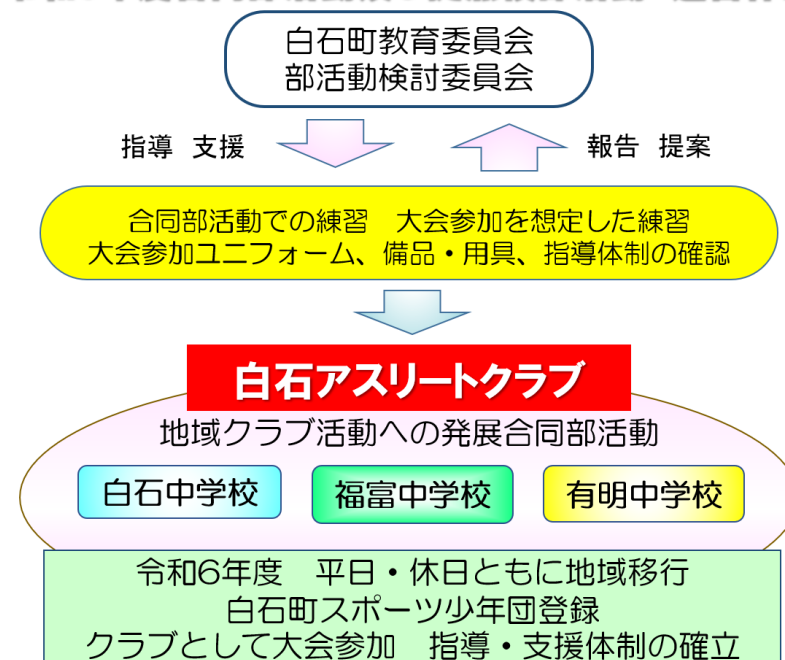 白石町教育委員会
部活動検討委員会
指導 支援
報告 提案
合同部活動での練習 大会参加を想定した練習
大会参加ユニフォーム、備品・用具、指導体制の確認
白石アスリートクラブ
地域クラブ活動への発展合同部活動
白石中学校
福富中学校
有明中学校
令和6年度 平日・休日ともに地域移行
白石町スポーツ少年団登録
クラブとして大会参加 指導・支援体制の確立